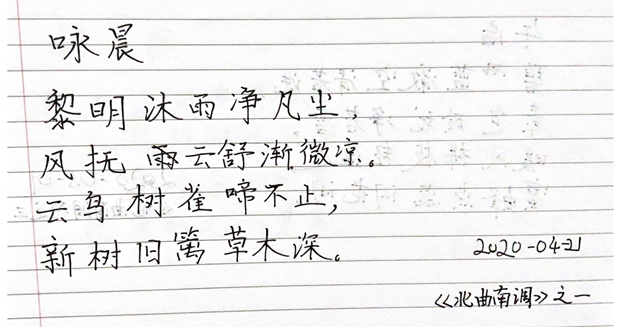 咏晨
黎明沐雨净凡尘，
风抚雨云舒渐微凉。
云鸟树雀啼不止，
新树旧篱草木深。
2020-04-21
《北曲南调》之一